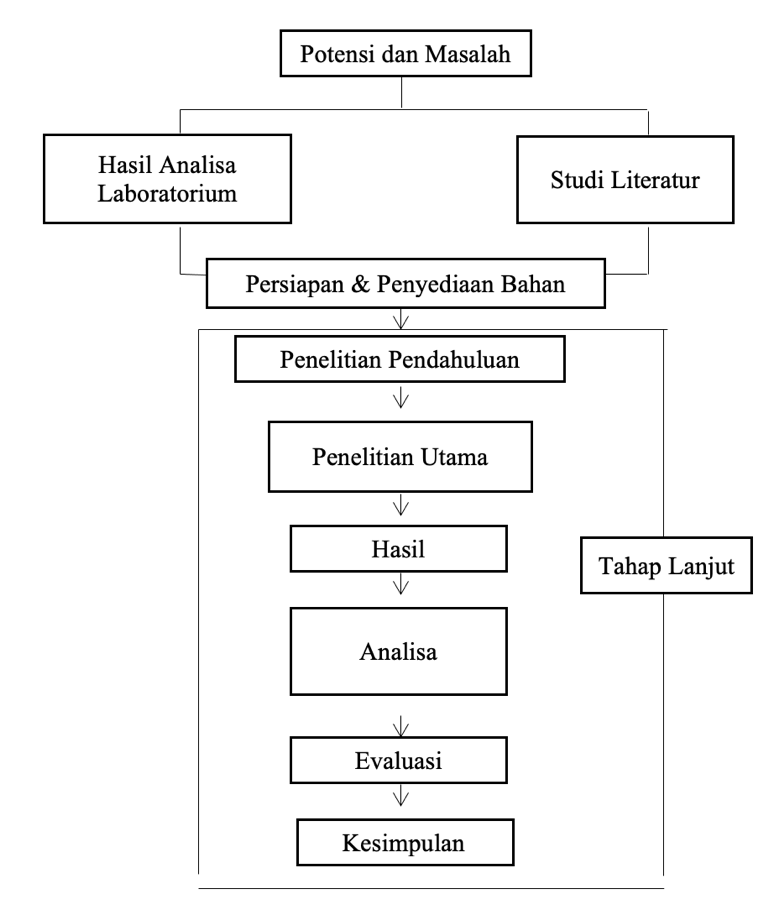 Potensi dan Masalah
Hasil Analisa
Laboratorium
Studi Literatur
Persiapan & Penyediaan Bahan
Penelitian Pendahuluan
Penelitian Utama
Hasil
Tahap Lanjut
Analisa
Evaluasi
Kesimpulan